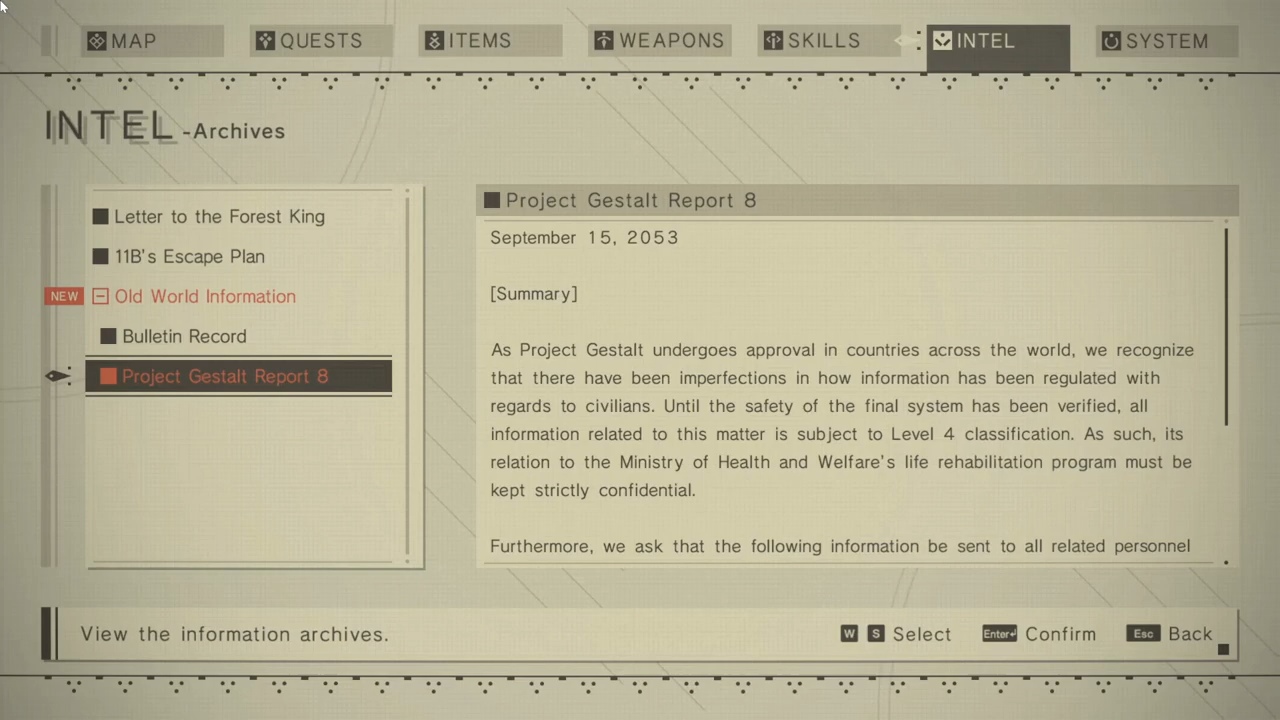 MAP
QUESTS
ITEMS
WEAPONS
SKILLS
INTEL
SYSTEM
INTEL -Archives
Letter to the Forest King
11B's Escape Plan
NEW Old World Information
Bulletin Record
Project Gestalt Report 8
Project Gestalt Report 8
September 15, 2053
[Summary]
As Project Gestalt undergoes approval in countries across the world, we recognize
that there have been imperfections in how information has been regulated with
regards to civilians. Until the safety of the final system has been verified, all
information related to this matter is subject to Level 4 classification. As such, its
relation to the Ministry of Health and Welfare's life rehabilitation program must be
kept strictly confidential.
Furthermore, we ask that the following information be sent to all related personnel
View the information archives.
W S Select
Enter↵ Confirm
Esc Back